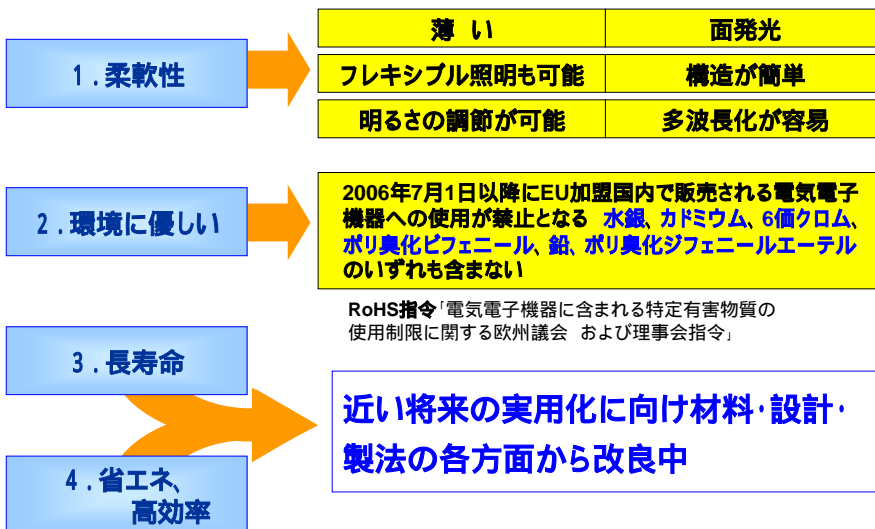 1．柔軟性
薄 い
面発光
フレキシブル照明も可能
構造が簡単
明るさの調節が可能
多波長化が容易
2．環境に優しい
2006年7月1日以降にEU加盟国内で販売される電気電子
機器への使用が禁止となる 水銀、カドミウム、6価クロム、
ポリ臭化ビフェニール、鉛、ポリ臭化ジフェニールエーテル
のいずれも含まない
RoHS指令「電気電子機器に含まれる特定有害物質の
使用制限に関する欧州議会 および理事会指令」
3．長寿命
近い将来の実用化に向け材料・設計・
製法の各方面から改良中
4．省エネ、
高効率